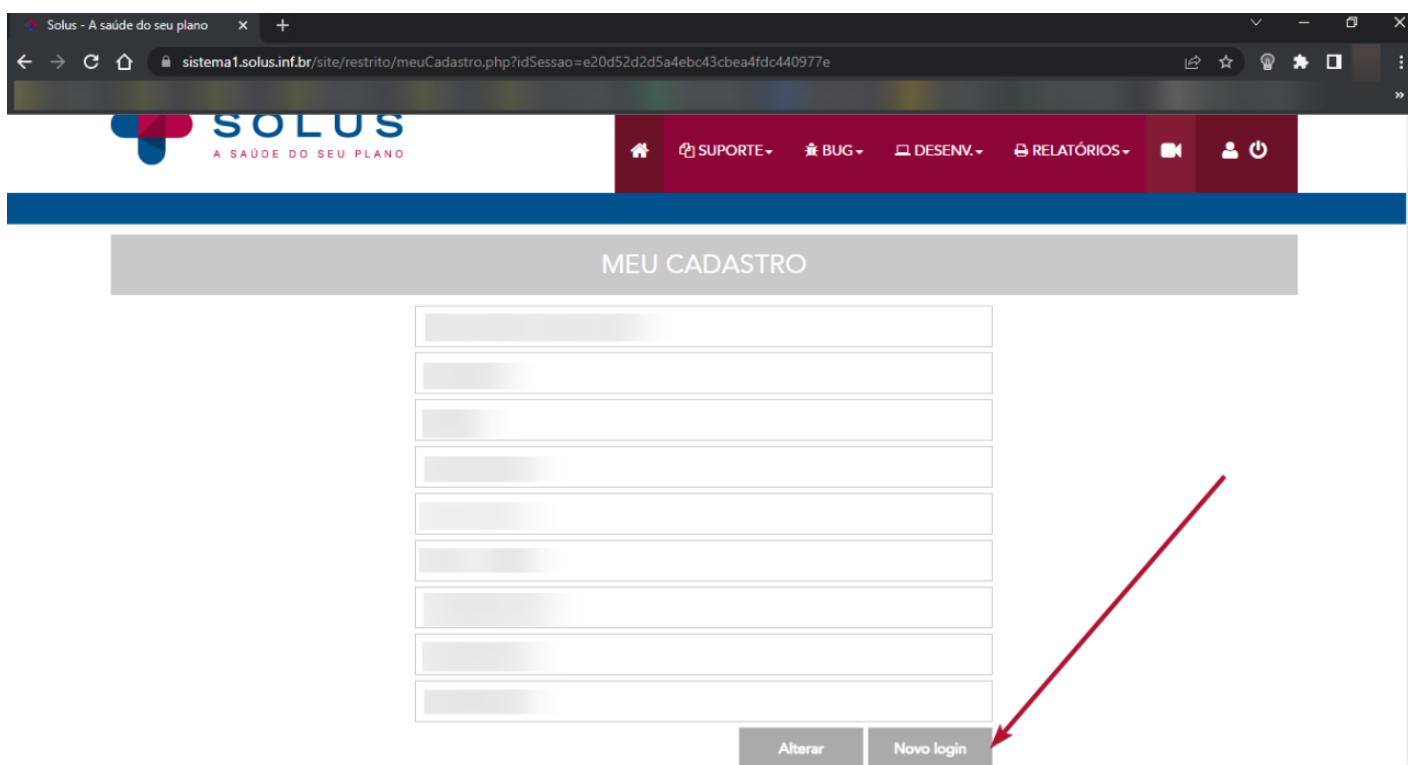 Solus - A saúde do seu plano
sistema1.solus.inf.br/site/restrito/meuCadastro.php?idSessao=e20d52d2d5a4ebc43cbea4fdc440977e
SOLUS
A SAÚDE DO SEU PLANO
SUPORTE BUG DESENV. RELATÓRIOS
MEU CADASTRO
Alterar Novo login